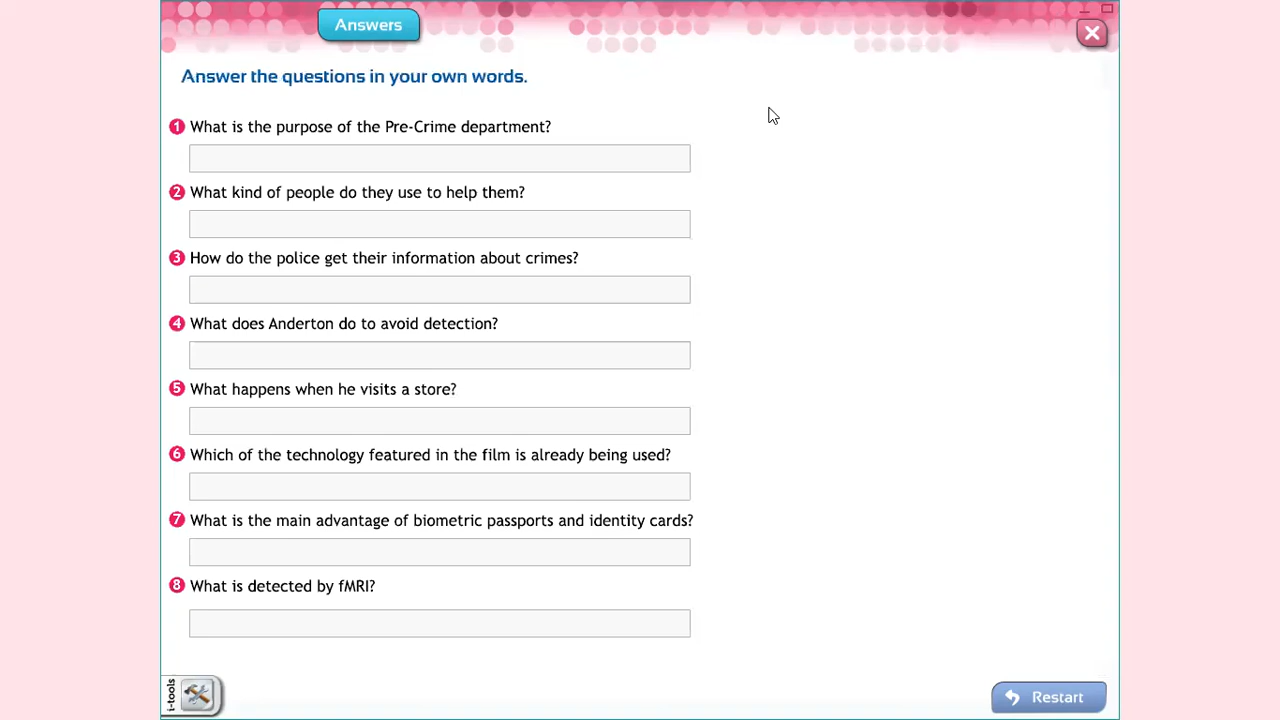 Answers
Answer the questions in your own words.
1 What is the purpose of the Pre-Crime department?
2 What kind of people do they use to help them?
3 How do the police get their information about crimes?
4 What does Anderton do to avoid detection?
5 What happens when he visits a store?
6 Which of the technology featured in the film is already being used?
7 What is the main advantage of biometric passports and identity cards?
8 What is detected by fMRI?
i-tools
Restart